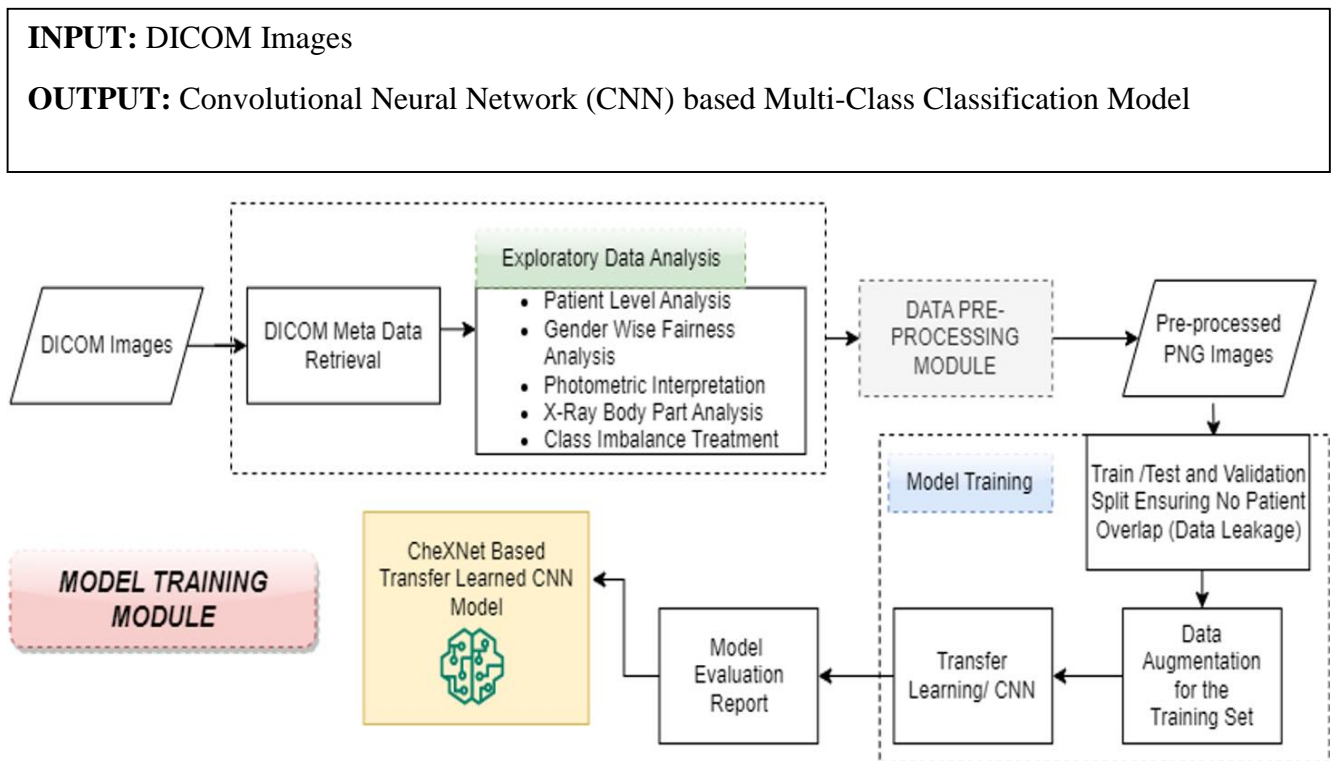 INPUT: DICOM Images
OUTPUT: Convolutional Neural Network (CNN) based Multi-Class Classification Model
DICOM Images
DICOM Meta Data
Retrieval
Exploratory Data Analysis
• Patient Level Analysis
• Gender Wise Fairness
Analysis
• Photometric Interpretation
• X-Ray Body Part Analysis
• Class Imbalance Treatment
DATA PRE-
PROCESSING
MODULE
Pre-processed
PNG Images
Model Training
Train /Test and Validation
Split Ensuring No Patient
Overlap (Data Leakage)
Data
Augmentation
for the
Training Set
Transfer
Learning/ CNN
Model
Evaluation
Report
CheXNet Based
Transfer Learned CNN
Model
MODEL TRAINING
MODULE